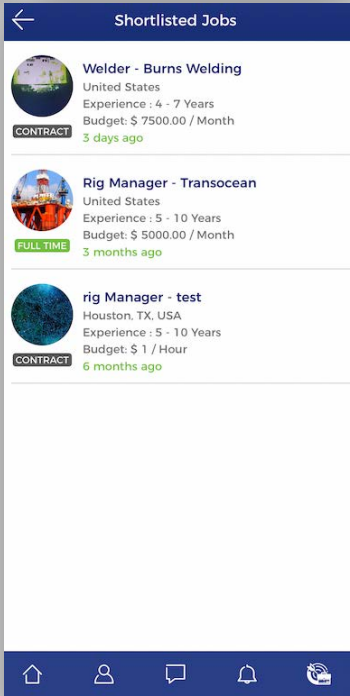 Shortlisted Jobs
Welder - Burns Welding
United States
Experience : 4 - 7 Years
Budget: $ 7500.00 / Month
CONTRACT
3 days ago
Rig Manager - Transocean
United States
Experience : 5 - 10 Years
Budget: $ 5000.00 / Month
FULL TIME
3 months ago
rig Manager - test
Houston, TX, USA
Experience : 5 - 10 Years
Budget: $ 1 / Hour
CONTRACT
6 months ago